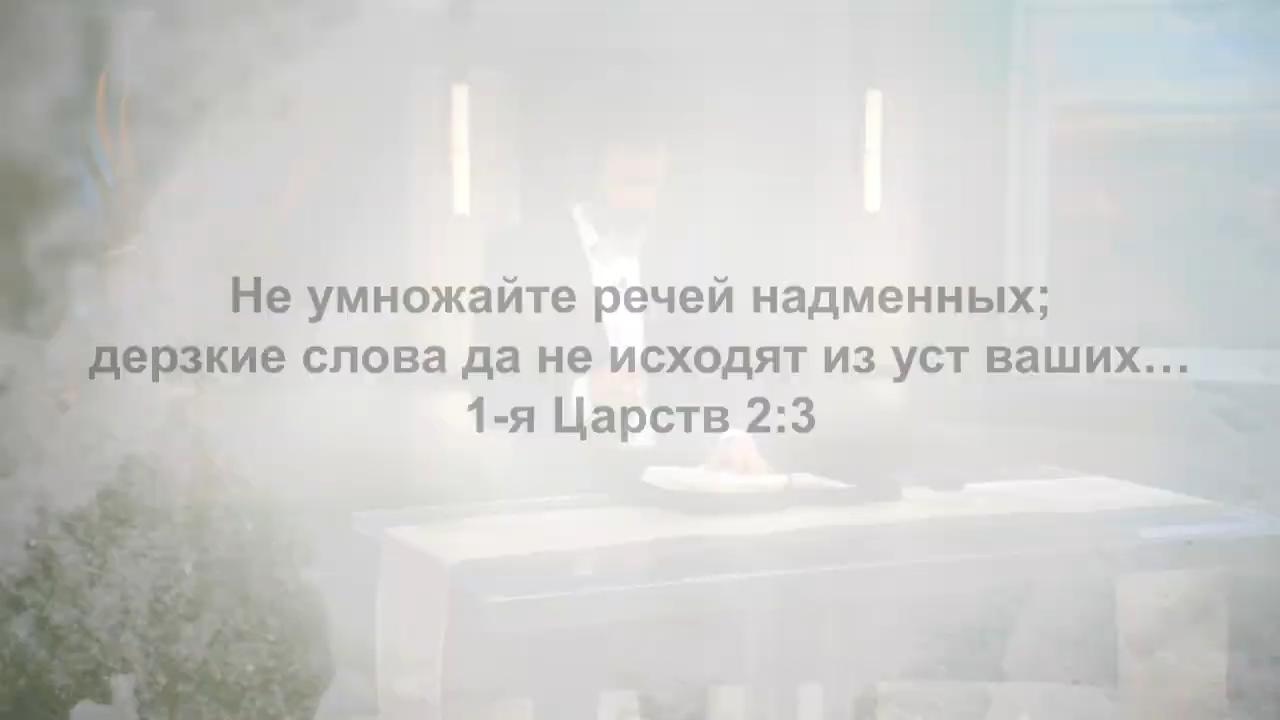 Не умножайте речей надменных;
дерзкие слова да не исходят из уст ваших…
1-я Царств 2:3